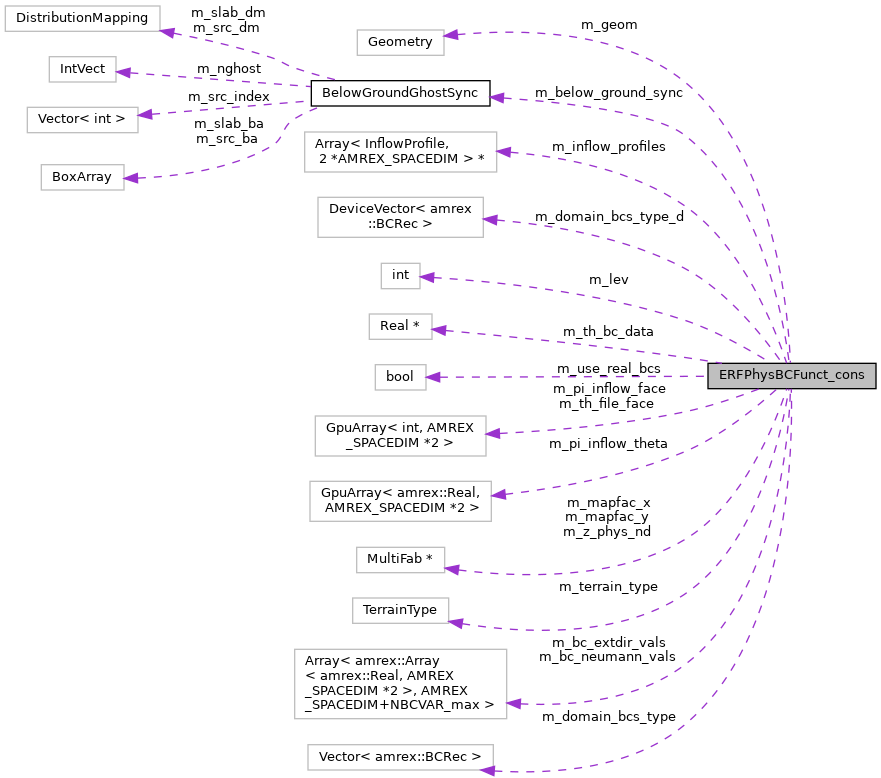 m_slab_dm
m_src_dm
DistributionMapping
m_geom
Geometry
IntVect
m_nghost
BelowGroundGhostSync
m_below_ground_sync
m_src_index
Vector< int >
m_slab_ba
m_src_ba
Array< InflowProfile,
2 *AMREX_SPACEDIM > *
m_inflow_profiles
BoxArray
DeviceVector< amrex
::BCRec >
m_domain_bcs_type_d
int
m_lev
Real *
m_th_bc_data
bool
m_use_real_bcs
ERFPhysBCFunct_cons
m_pi_inflow_face
m_th_file_face
GpuArray< int, AMREX
_SPACEDIM *2 >
m_pi_inflow_theta
GpuArray< amrex::Real,
AMREX_SPACEDIM *2 >
m_mapfac_x
m_mapfac_y
m_z_phys_nd
MultiFab *
m_terrain_type
TerrainType
m_bc_extdir_vals
m_bc_neumann_vals
Array< amrex::Array
< amrex::Real, AMREX
_SPACEDIM *2 >, AMREX
_SPACEDIM+NBCVAR_max >
m_domain_bcs_type
Vector< amrex::BCRec >